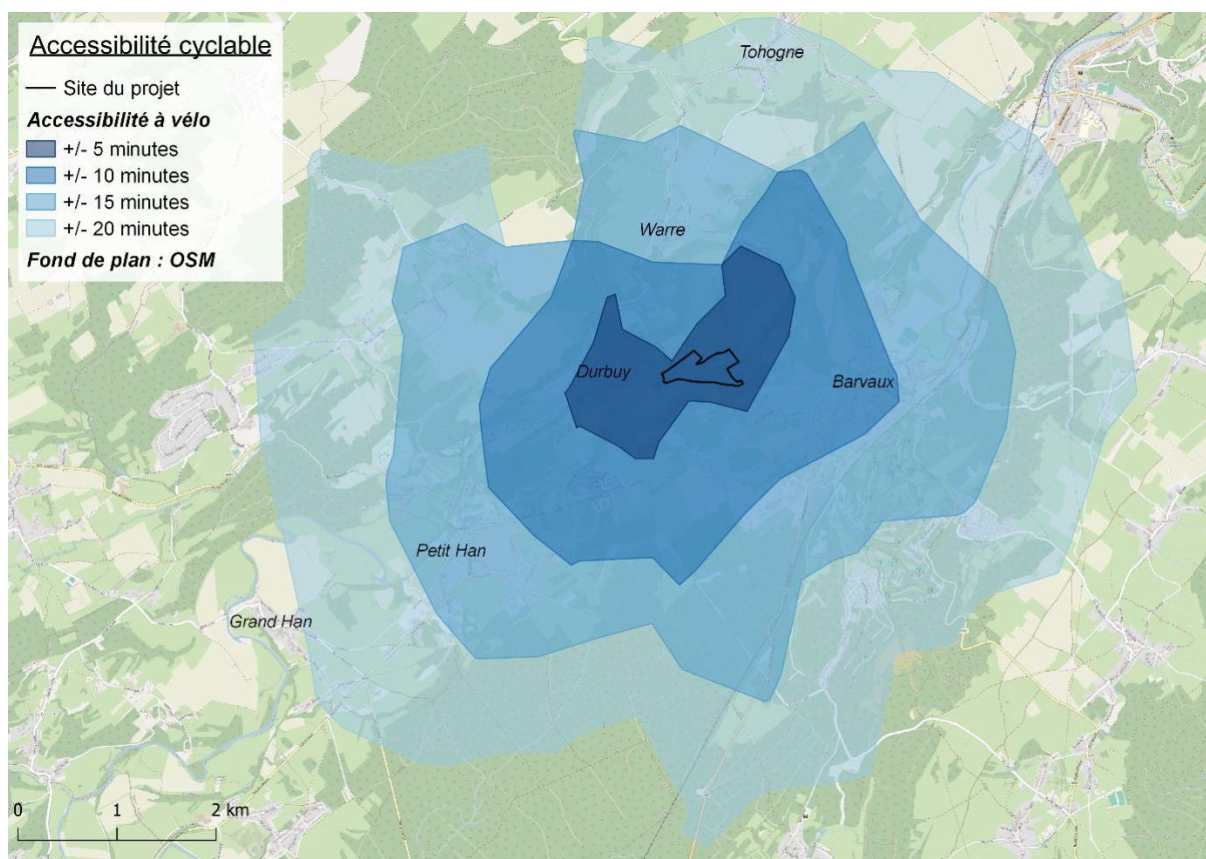 Accessibilité cyclable
Site du projet
Accessibilité à vélo
+/- 5 minutes
+/- 10 minutes
+/- 15 minutes
+/- 20 minutes
Fond de plan : OSM
Tohogne
Warre
Durbuy
Barvaux
Petit Han
Grand Han
0 1 2 km